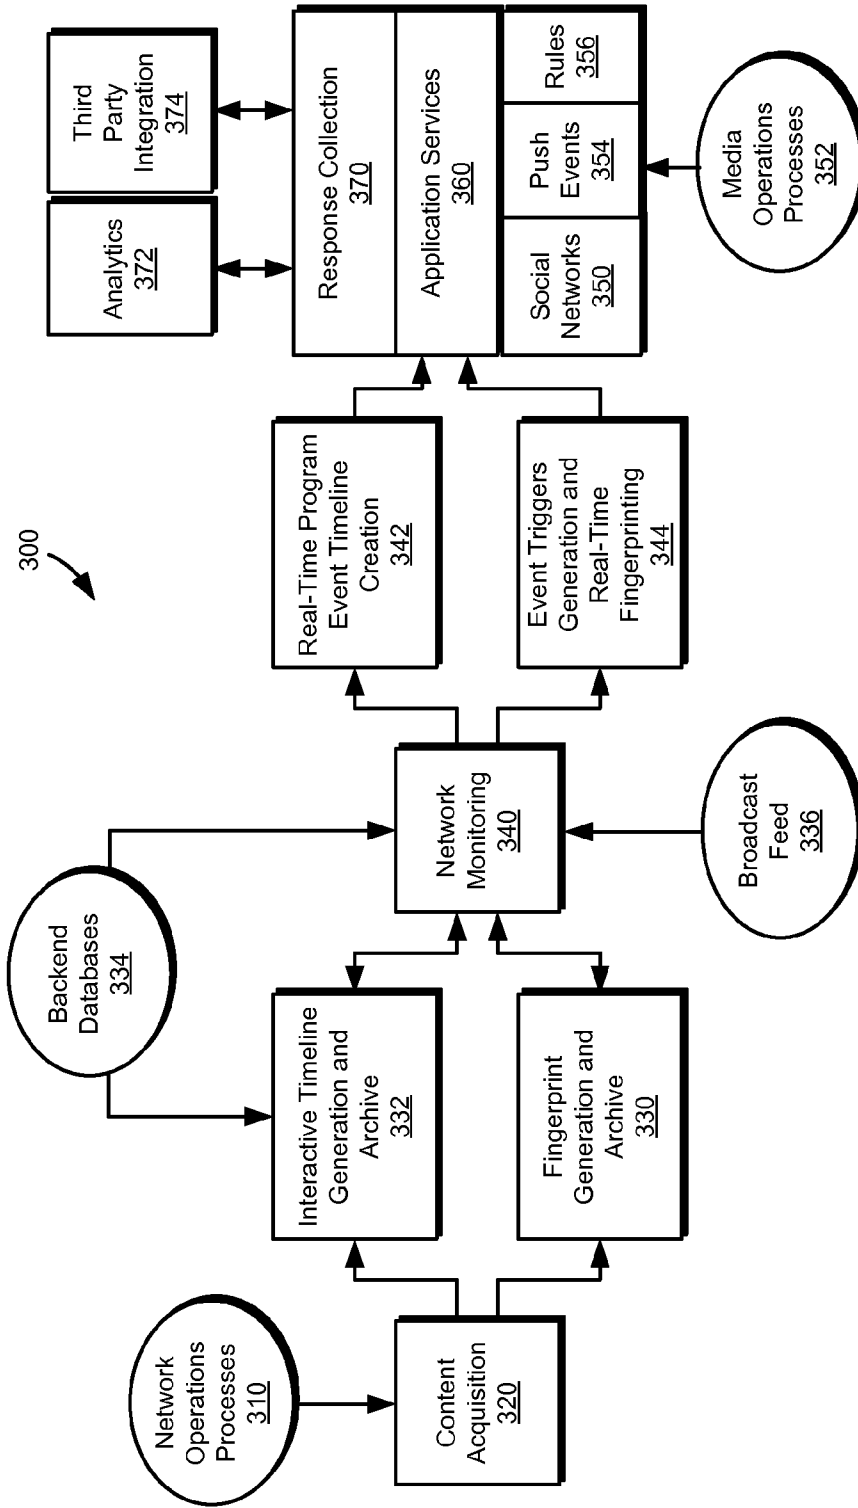 300
Network
Operations
Processes
310
Content
Acquisition
320
Backend
Databases
334
Interactive Timeline
Generation and
Archive
332
Fingerprint
Generation and
Archive
330
Network
Monitoring
340
Broadcast
Feed
336
Real-Time Program
Event Timeline
Creation
342
Event Triggers
Generation and
Real-Time
Fingerprinting
344
Analytics
372
Third
Party
Integration
374
Response Collection
370
Application Services
360
Social
Networks
350
Push
Events
354
Rules
356
Media
Operations
Processes
352